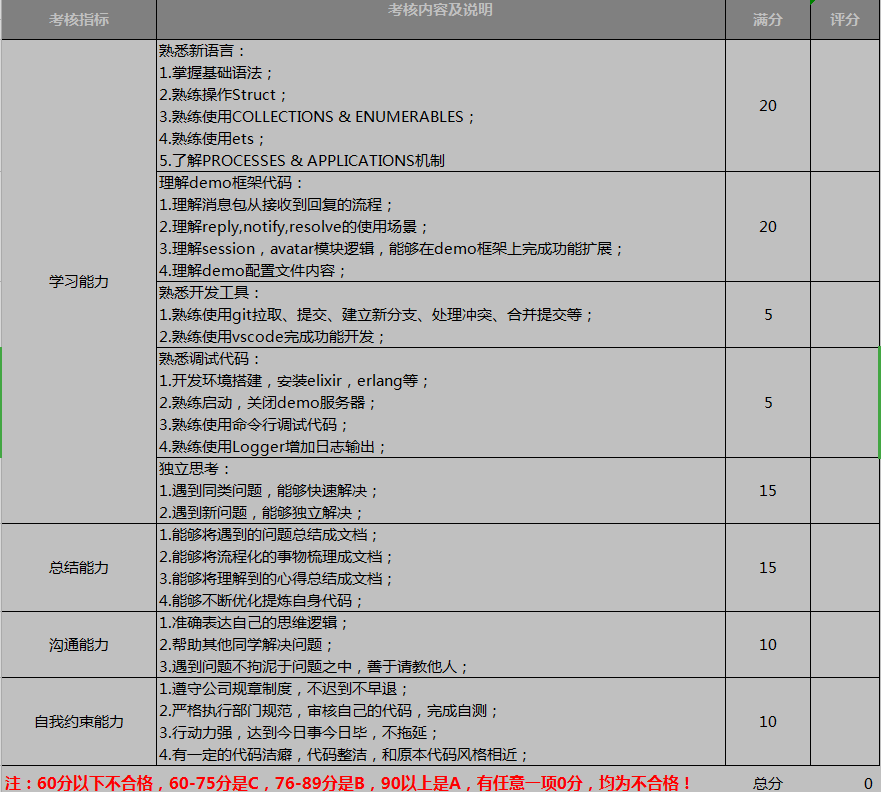 考核指标 考核内容及说明 满分 评分
熟悉新语言：
1.掌握基础语法；
2.熟练操作Struct；
3.熟练使用COLLECTIONS & ENUMERABLES；
4.熟练使用ets；
5.了解PROCESSES & APPLICATIONS机制
20
理解demo框架代码：
1.理解消息包从接收到回复的流程；
2.理解reply,notify,resolve的使用场景；
3.理解session，avatar模块逻辑，能够在demo框架上完成功能扩展；
4.理解demo配置文件内容；
20
学习能力
熟悉开发工具：
1.熟练使用git拉取、提交、建立新分支、处理冲突、合并提交等；
2.熟练使用vscode完成功能开发；
5
熟悉调试代码：
1.开发环境搭建，安装elixir，erlang等；
2.熟练启动，关闭demo服务器；
3.熟练使用命令行调试代码；
4.熟练使用Logger增加日志输出；
5
独立思考：
1.遇到同类问题，能够快速解决；
2.遇到新问题，能够独立解决；
15
总结能力
1.能够将遇到的问题总结成文档；
2.能够将流程化的事物梳理成文档；
3.能够将理解到的心得总结成文档；
4.能够不断优化提炼自身代码；
15
沟通能力
1.准确表达自己的思维逻辑；
2.帮助其他同学解决问题；
3.遇到问题不拘泥于问题之中，善于请教他人；
10
自我约束能力
1.遵守公司规章制度，不迟到不早退；
2.严格执行部门规范，审核自己的代码，完成自测；
3.行动力强，达到今日事今日毕，不拖延；
4.有一定的代码洁癖，代码整洁，和原本代码风格相近；
10
注：60分以下不合格，60-75分是C，76-89分是B，90以上是A，有任意一项0分，均为不合格！ 总分 0